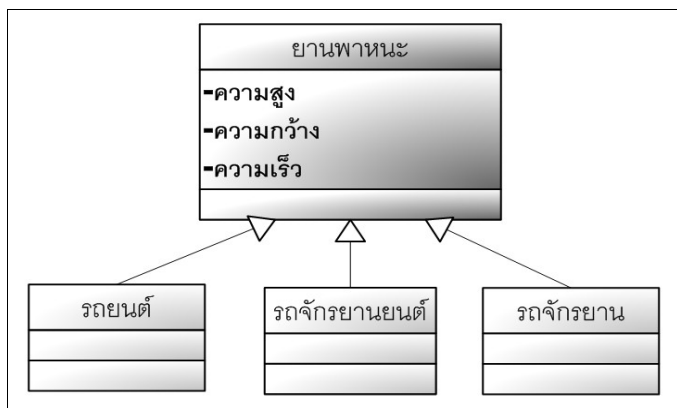 ยานพาหนะ
-ความสูง
-ความกว้าง
-ความเร็ว
รถยนต์
รถจักรยานยนต์
รถจักรยาน